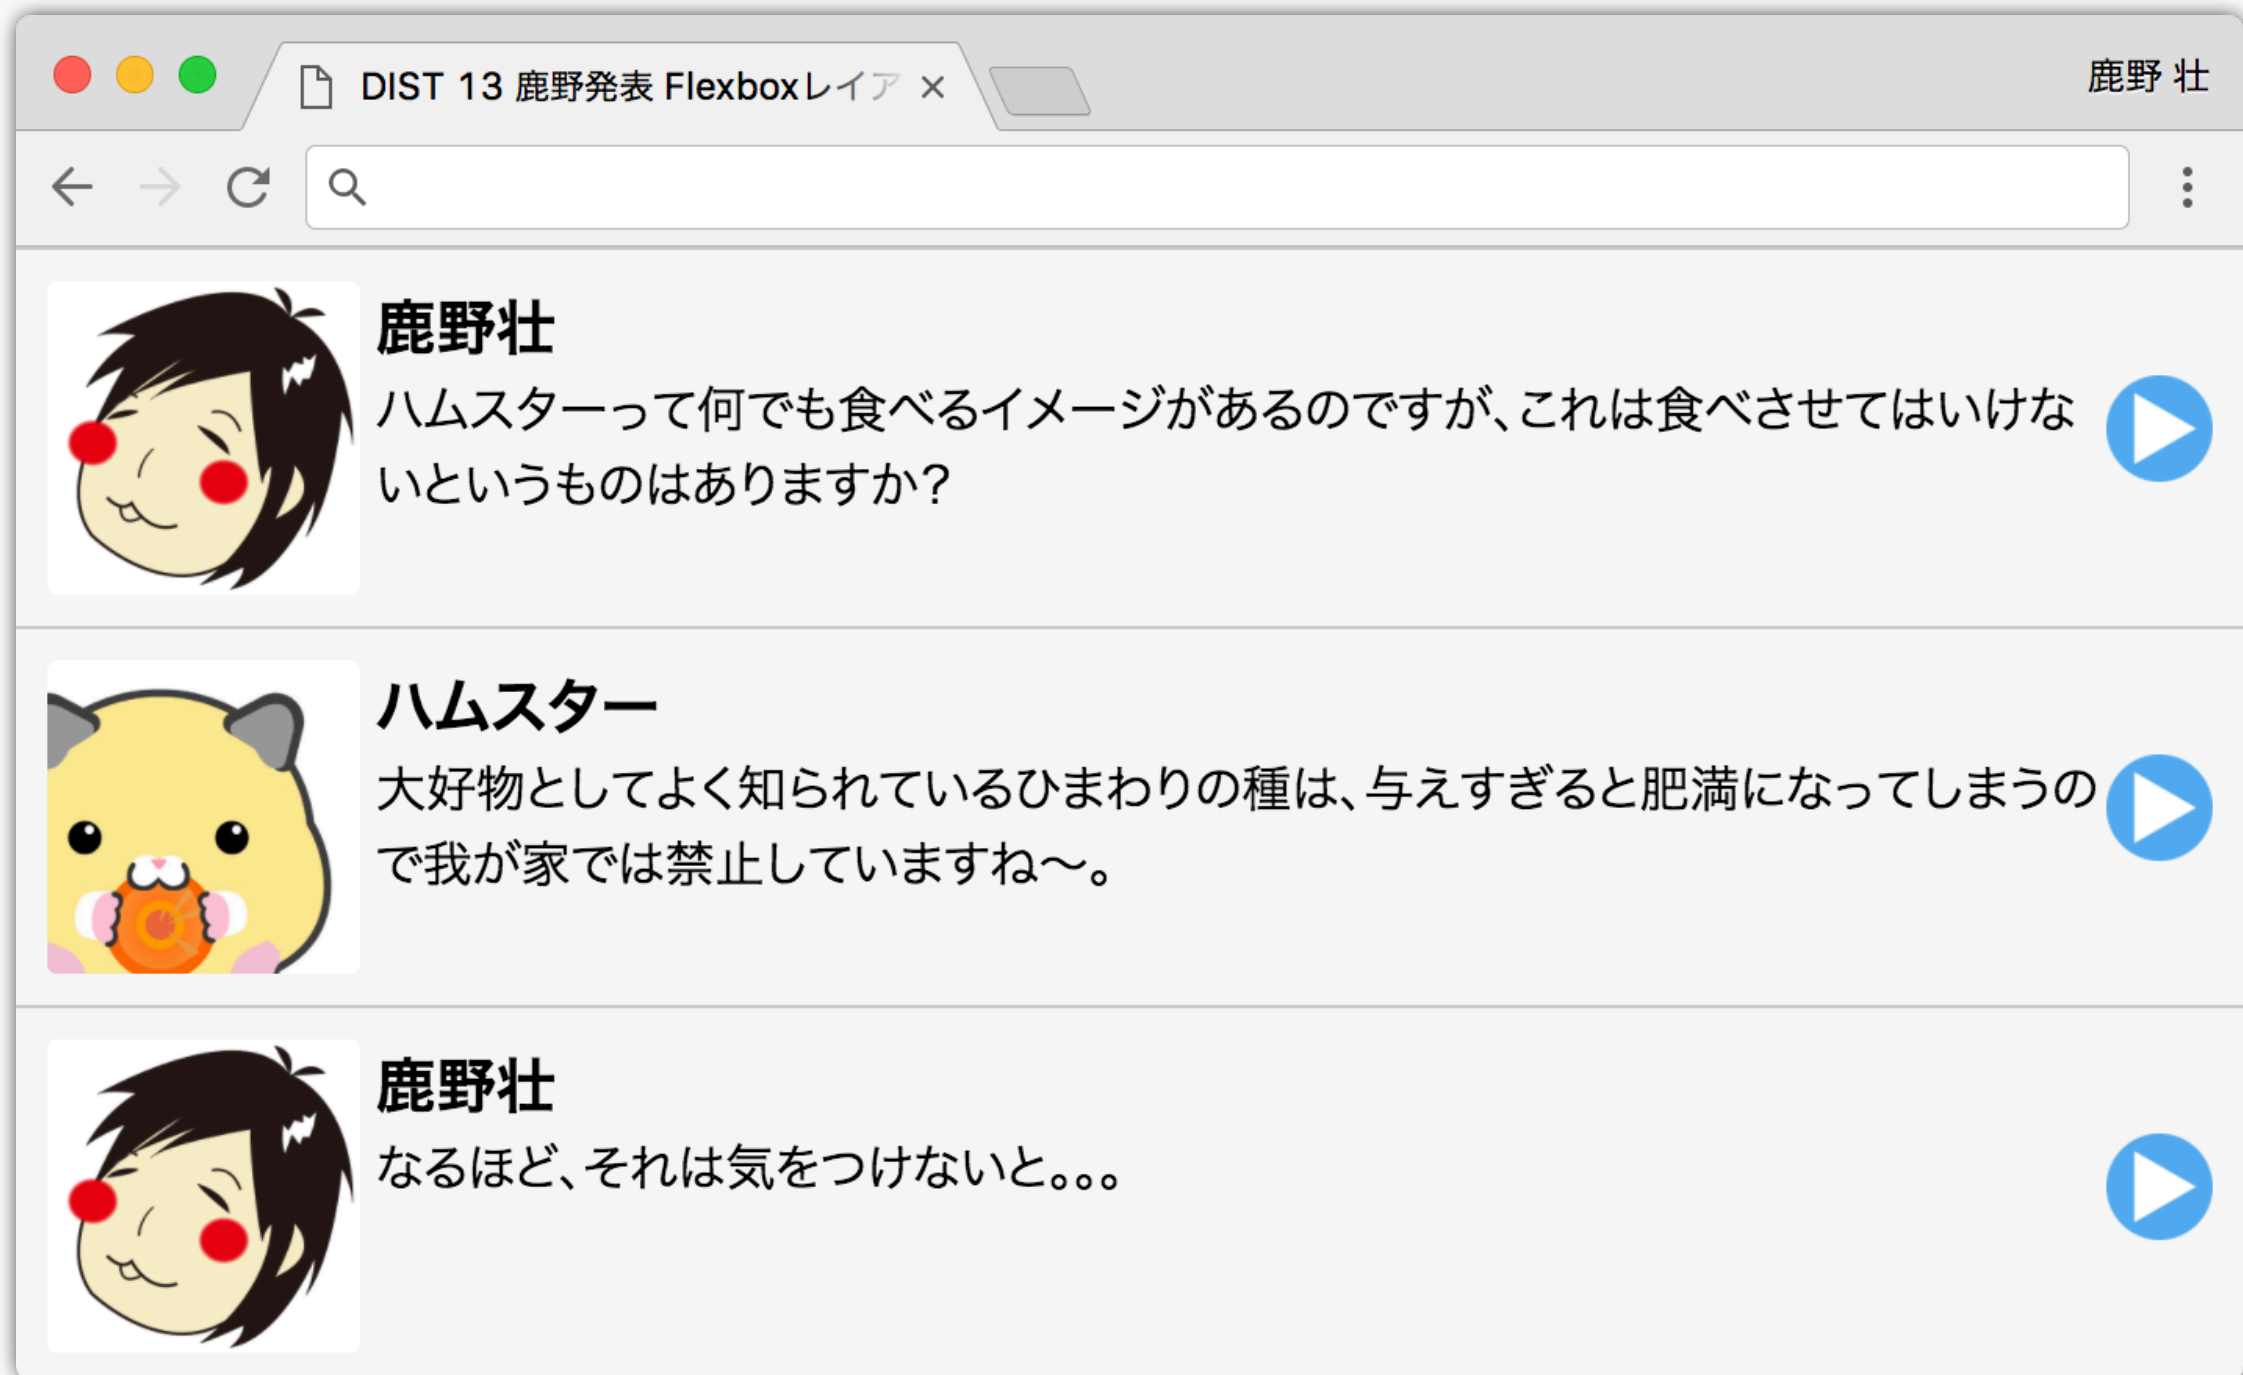 DIST 13 鹿野発表 Flexboxレイア
鹿野 壮
鹿野壮
ハムスターって何でも食べるイメージがあるのですが、これは食べさせてはいけな
いというものはありますか？
ハムスター
大好物としてよく知られているひまわりの種は、与えすぎると肥満になってしまうの
で我が家では禁止していますね〜。
鹿野壮
なるほど、それは気をつけないと。。。